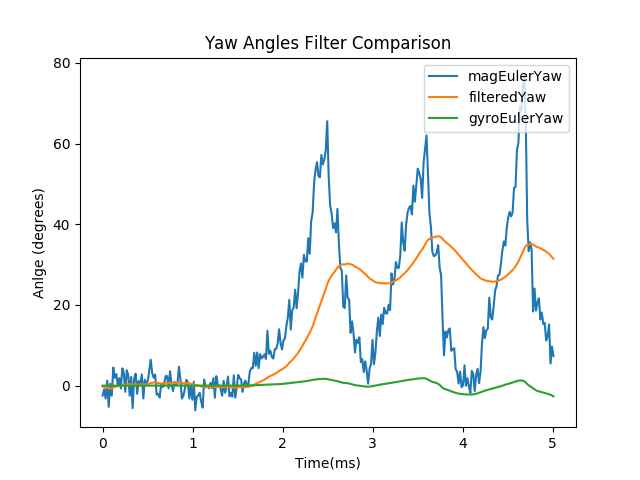 Yaw Angles Filter Comparison
magEulerYaw
filteredYaw
gyroEulerYaw
80
60
40
20
0
Anlge (degrees)
0 1 2 3 4 5
Time(ms)